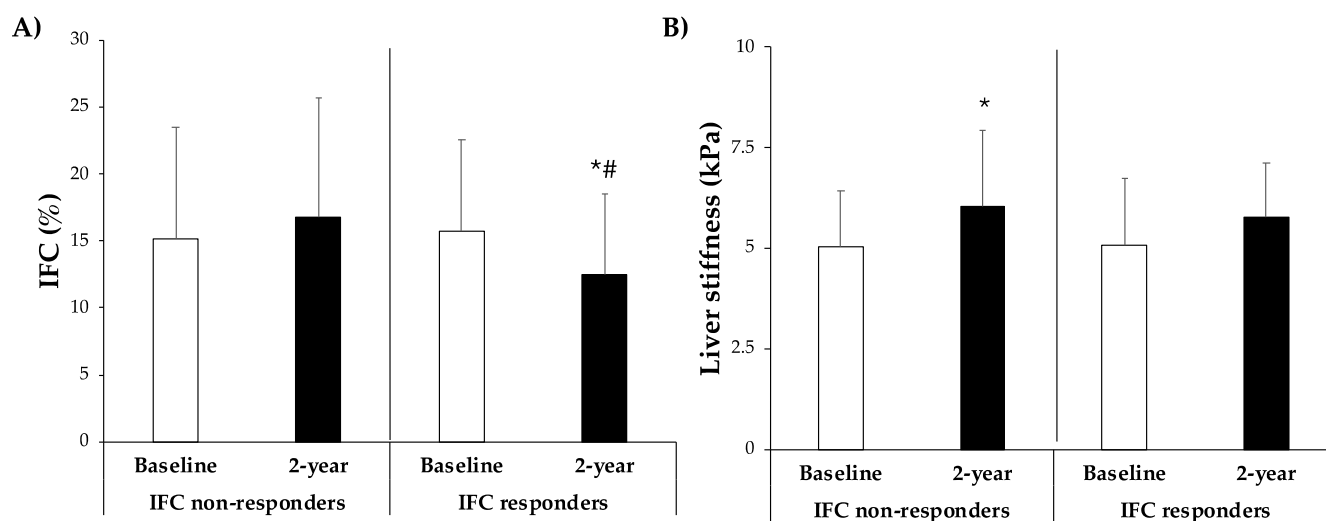 A)
IFC (%)
30
25
20
15
10
5
0
*#
Baseline 2-year Baseline 2-year
IFC non-responders IFC responders
B)
Liver stiffness (kPa)
10
7.5
5
2.5
0
*
Baseline 2-year Baseline 2-year
IFC non-responders IFC responders